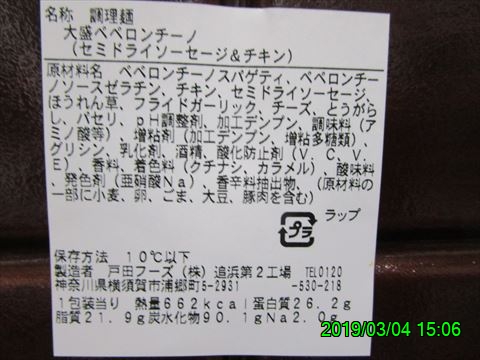 名称 調理麺
大盛ペペロンチーノ
(セミドライソーセージ&チキン)
原材料名 ペペロンチーノスパゲティ、ペペロンチー
ノソースゼラチン、チキン、セミドライソーセージ、
ほうれん草、フライドガーリック、チーズ、とうがら
し、パセリ、pH調整剤、加工デンプン、調味料(ア
ミノ酸等)、増粘剤(加工デンプン、増粘多糖類)、
グリシン、乳化剤、酒精、酸化防止剤(V.C、V.
E)、香料、着色料(クチナシ、カラメル)、酸味料
、発色剤(亜硝酸Na)、香辛料抽出物、(原材料の
一部に小麦、卵、ごま、大豆、豚肉を含む)
プラ
ラップ
保存方法 10℃以下
製造者 戸田フーズ(株)追浜第2工場 TEL0120
神奈川県横須賀市浦郷町5-2931 -530-218
1包装当り 熱量662kcal蛋白質26.2g
脂質21.9g炭水化物90.1gNa2.0g
2019/03/04 15:06